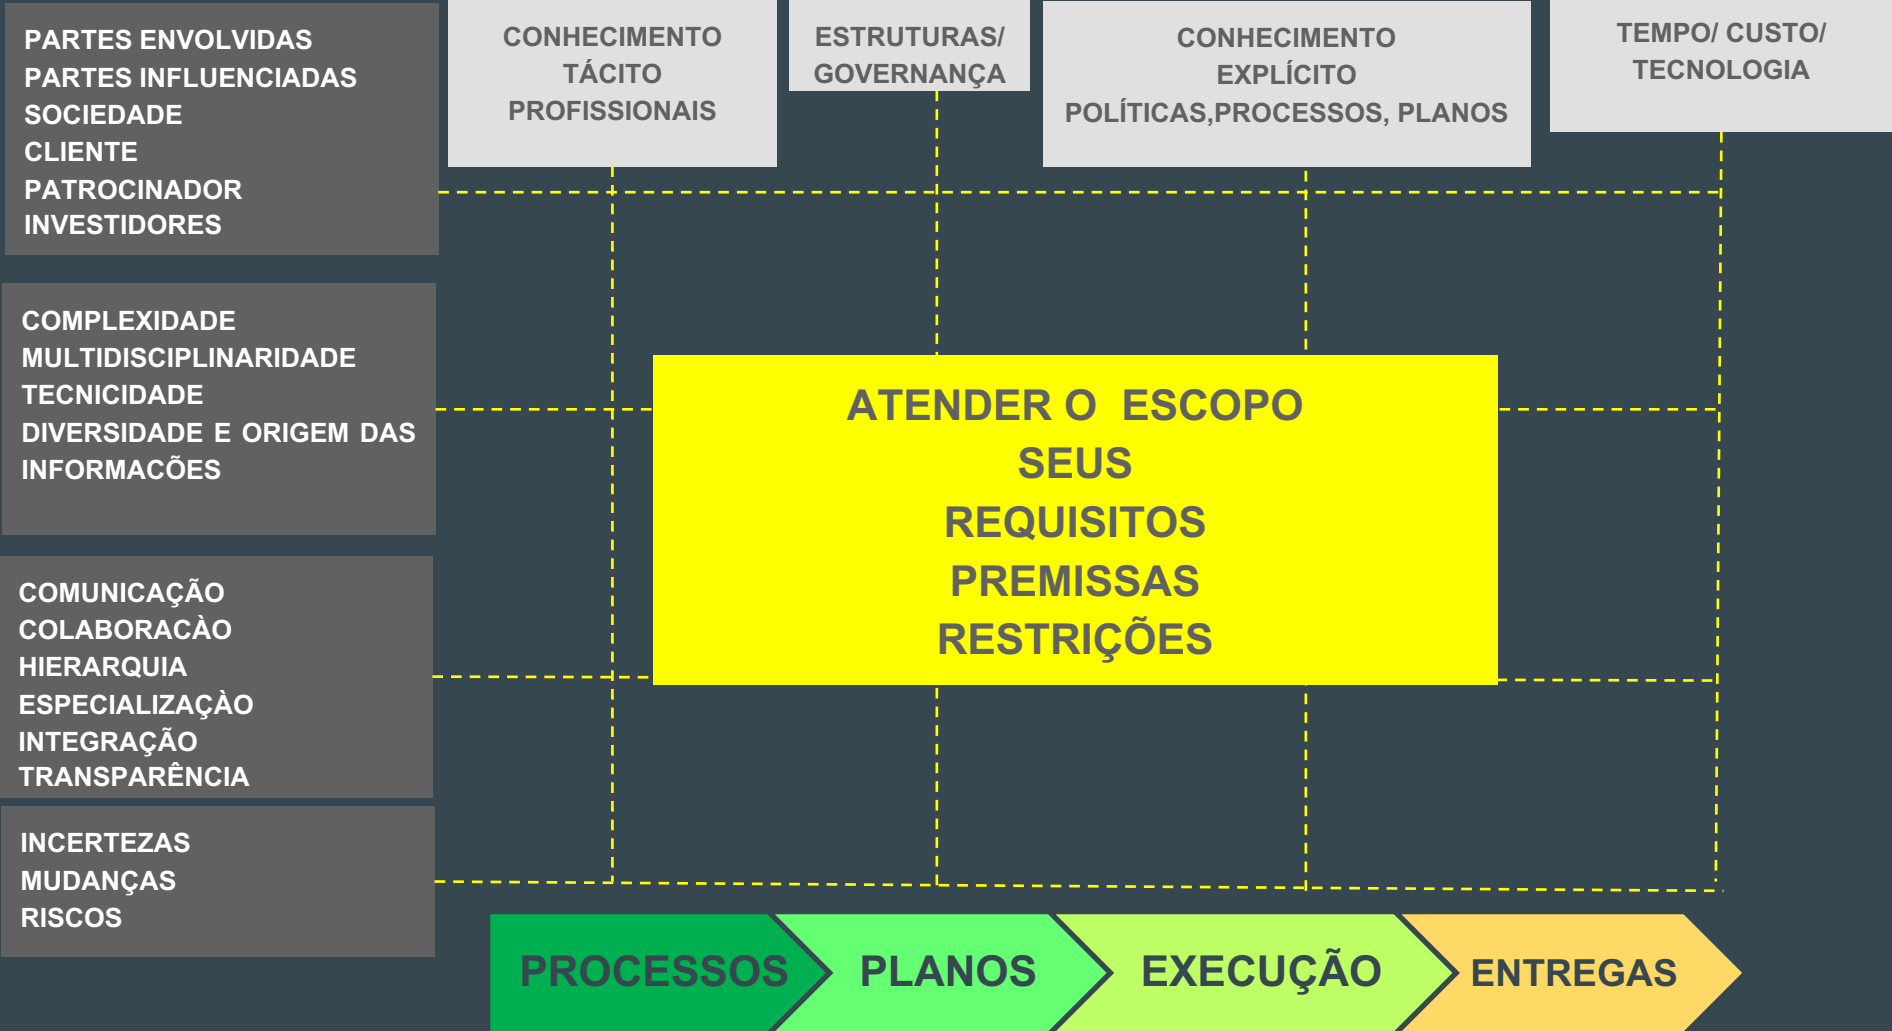 PARTES ENVOLVIDAS
PARTES INFLUENCIADAS
SOCIEDADE
CLIENTE
PATROCINADOR
INVESTIDORES
CONHECIMENTO
TÁCITO
PROFISSIONAIS
ESTRUTURAS/
GOVERNANÇA
CONHECIMENTO
EXPLÍCITO
POLÍTICAS,PROCESSOS, PLANOS
TEMPO/ CUSTO/
TECNOLOGIA
COMPLEXIDADE
MULTIDISCIPLINARIDADE
TECNICIDADE
DIVERSIDADE E ORIGEM DAS
INFORMACÕES
ATENDER O ESCOPO
SEUS
REQUISITOS
PREMISSAS
RESTRIÇÕES
COMUNICAÇÃO
COLABORACÀO
HIERARQUIA
ESPECIALIZAÇÀO
INTEGRAÇÃO
TRANSPARÊNCIA
INCERTEZAS
MUDANÇAS
RISCOS
PROCESSOS
PLANOS
EXECUÇÃO
ENTREGAS